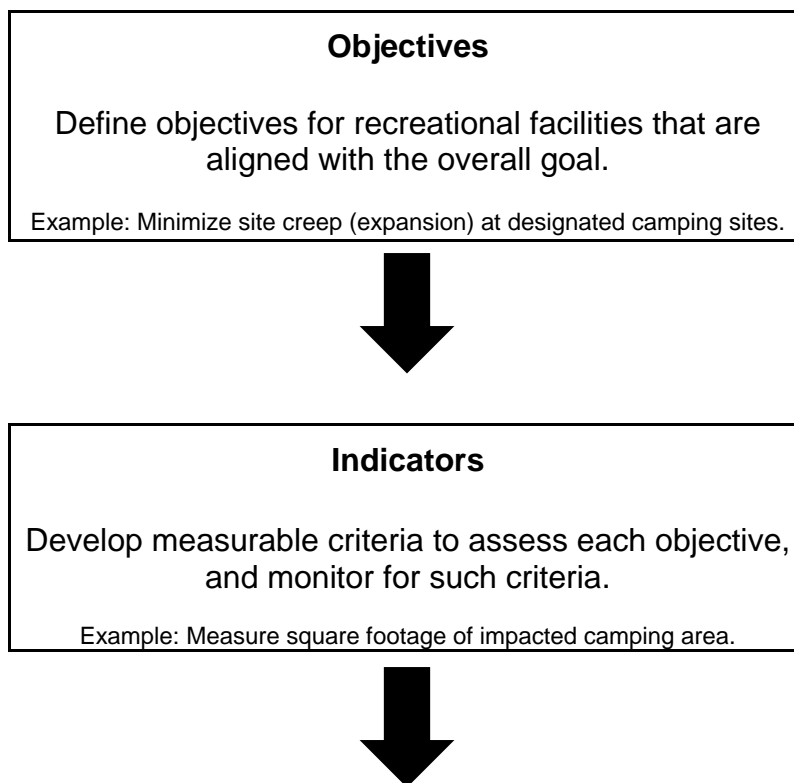 Objectives
Define objectives for recreational facilities that are
aligned with the overall goal.
Example: Minimize site creep (expansion) at designated camping sites.
Indicators
Develop measurable criteria to assess each objective,
and monitor for such criteria.
Example: Measure square footage of impacted camping area.